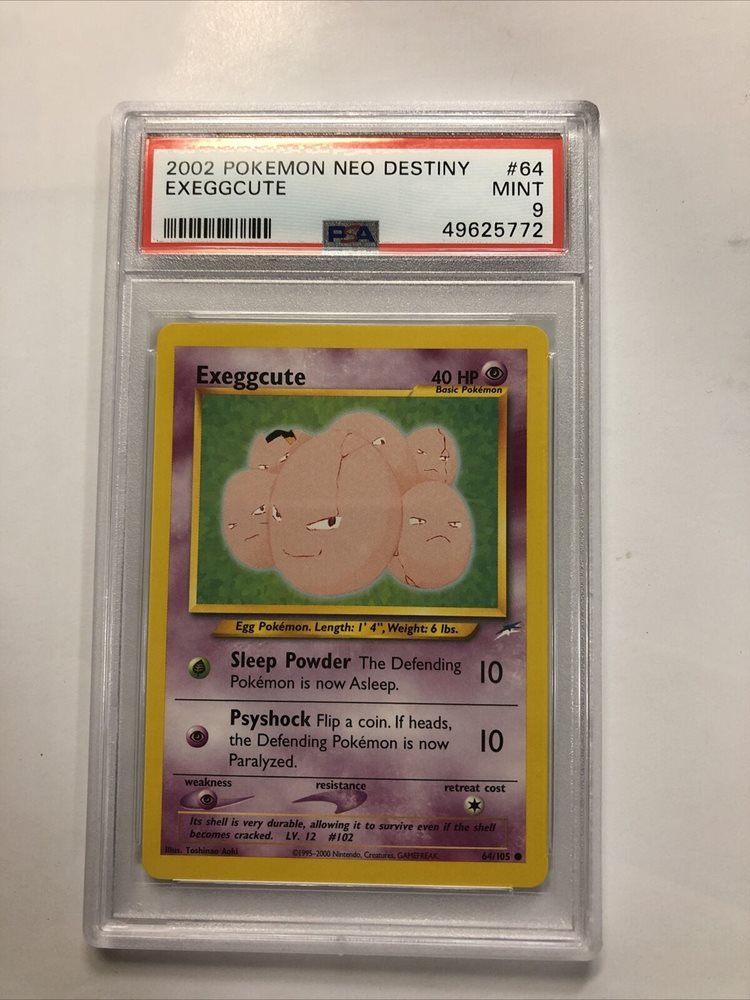 2002 POKEMON NEO DESTINY #64
EXEGGCUTE MINT
9
PSA 49625772
Exeggcute 40 HP
Basic Pokémon
Egg Pokémon. Length: 1' 4", Weight: 6 lbs.
Sleep Powder The Defending
Pokémon is now Asleep.
10
Psyshock Flip a coin. If heads,
the Defending Pokémon is now
Paralyzed.
10
weakness resistance retreat cost
Its shell is very durable, allowing it to survive even if the shell
becomes cracked. LV. 12 #102
Illus. Toshinao Aoki ©1995-2000 Nintendo, Creatures, GAMEFREAK. 64/105